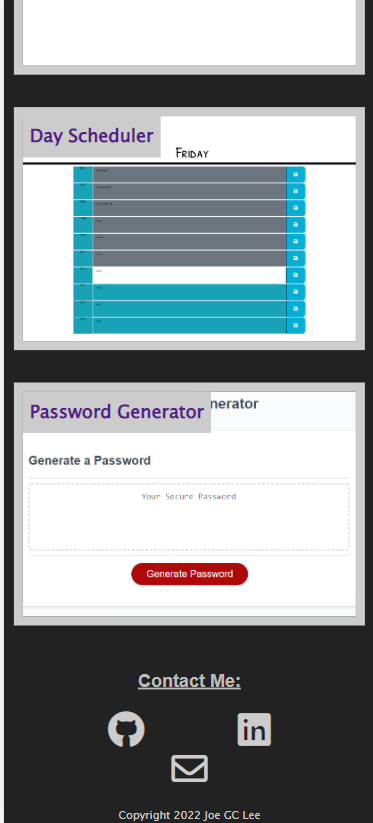 Day Scheduler
FRIDAY
Password Generator
nerator
Generate a Password
Your Secure Password
Generate Password
Contact Me:
Copyright 2022 Joe GC Lee